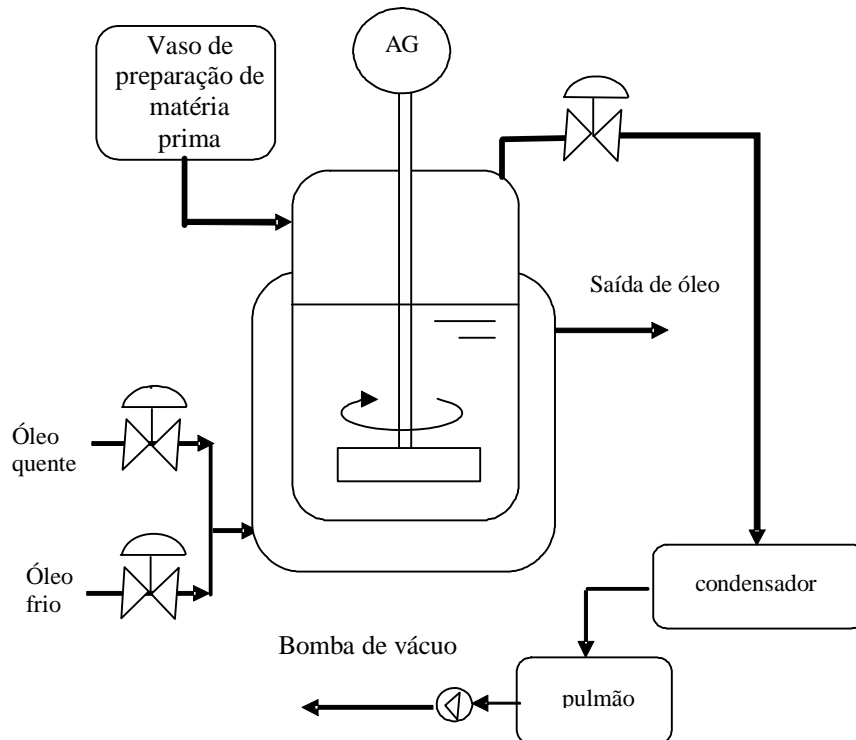 Vaso de
preparação de
matéria
prima
AG
Saída de óleo
Óleo
quente
Óleo
frio
condensador
Bomba de vácuo
pulmão